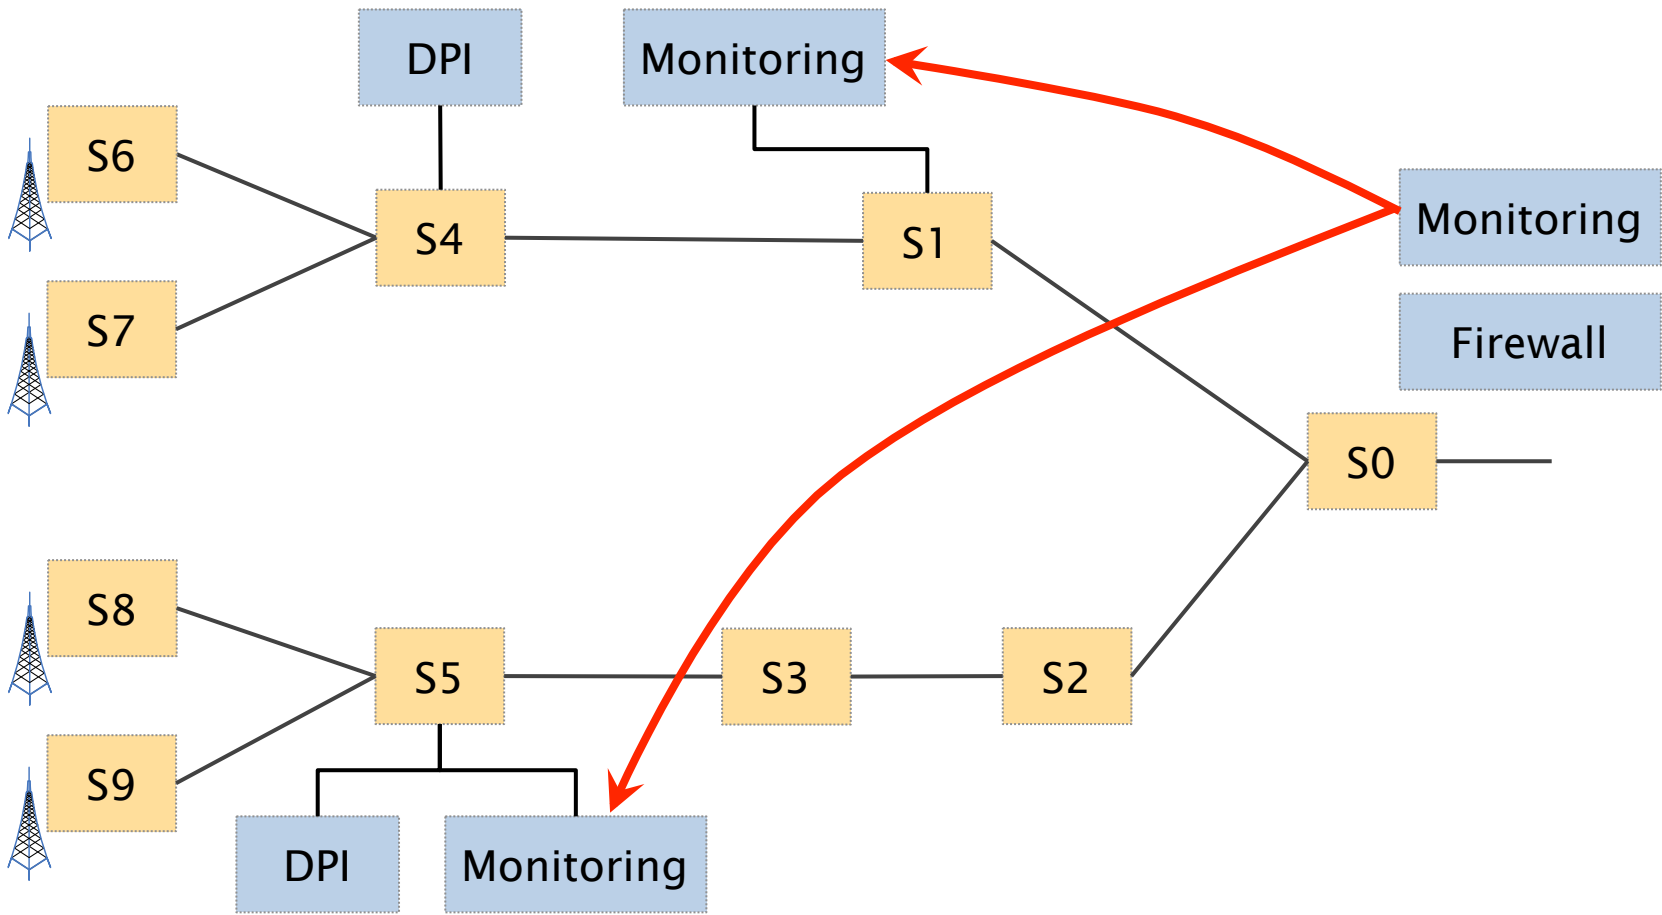 DPI
Monitoring
S6
S4
S1
Monitoring
S7
Firewall
S0
S8
S5
S3
S2
S9
DPI
Monitoring